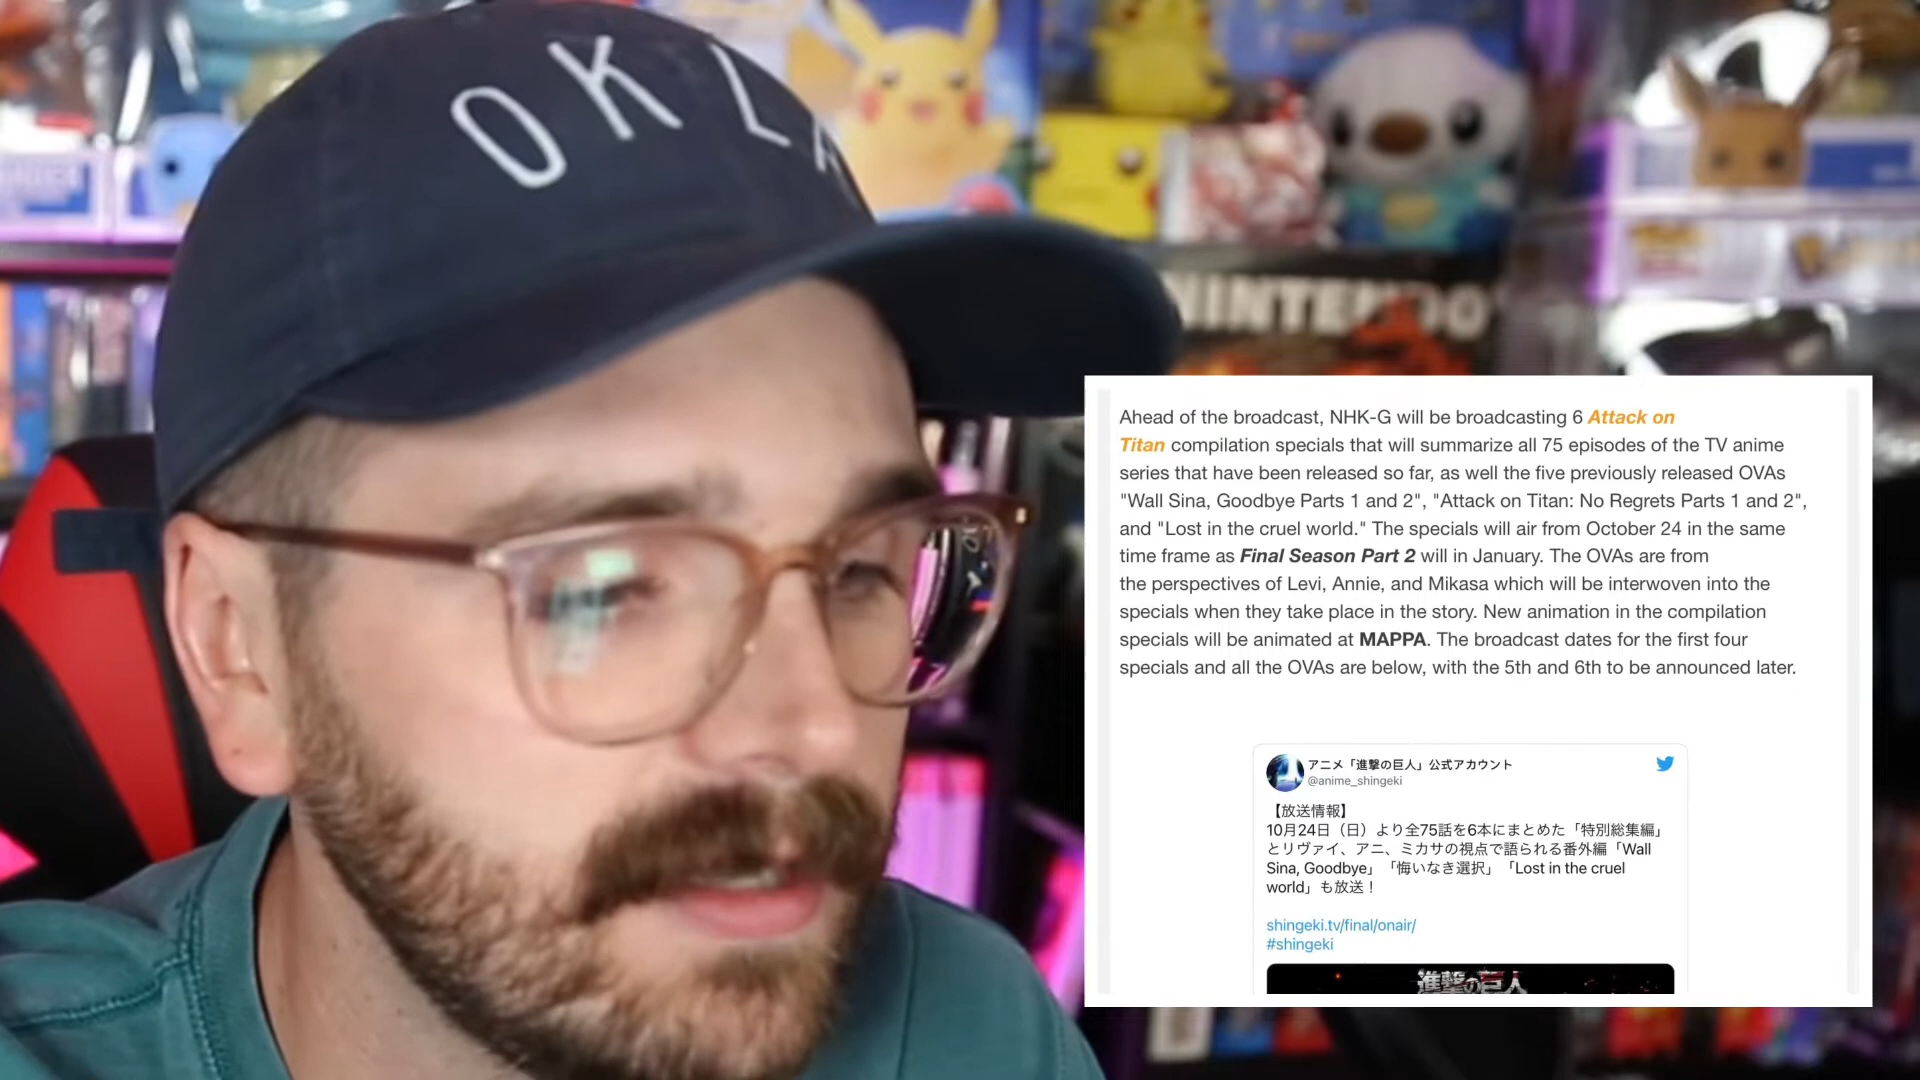 OKLA
NINTENDO
Ahead of the broadcast, NHK-G will be broadcasting 6 Attack on
Titan compilation specials that will summarize all 75 episodes of the TV anime
series that have been released so far, as well the five previously released OVAs
"Wall Sina, Goodbye Parts 1 and 2", "Attack on Titan: No Regrets Parts 1 and 2",
and "Lost in the cruel world." The specials will air from October 24 in the same
time frame as Final Season Part 2 will in January. The OVAs are from
the perspectives of Levi, Annie, and Mikasa which will be interwoven into the
specials when they take place in the story. New animation in the compilation
specials will be animated at MAPPA. The broadcast dates for the first four
specials and all the OVAs are below, with the 5th and 6th to be announced later.
アニメ「進撃の巨人」公式アカウント
@anime_shingeki
【放送情報】
10月24日（日）より全75話を6本にまとめた「特別総集編」
とリヴァイ、アニ、ミカサの視点で語られる番外編「Wall
Sina, Goodbye」「悔いなき選択」「Lost in the cruel
world」も放送！
shingeki.tv/final/onair/
#shingeki
進撃の巨人